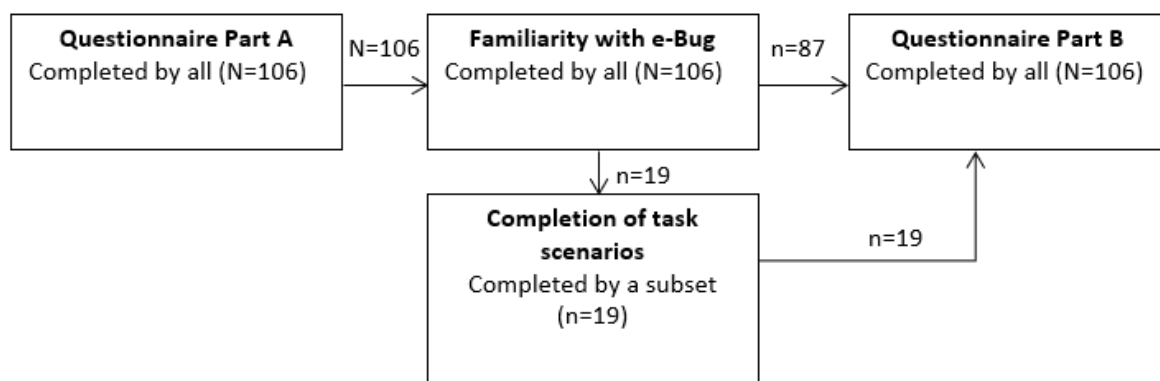 Questionnaire Part A
Completed by all (N=106)
N=106
Familiarity with e-Bug
Completed by all (N=106)
n=87
Questionnaire Part B
Completed by all (N=106)
n=19
Completion of task
scenarios
Completed by a subset
(n=19)
n=19